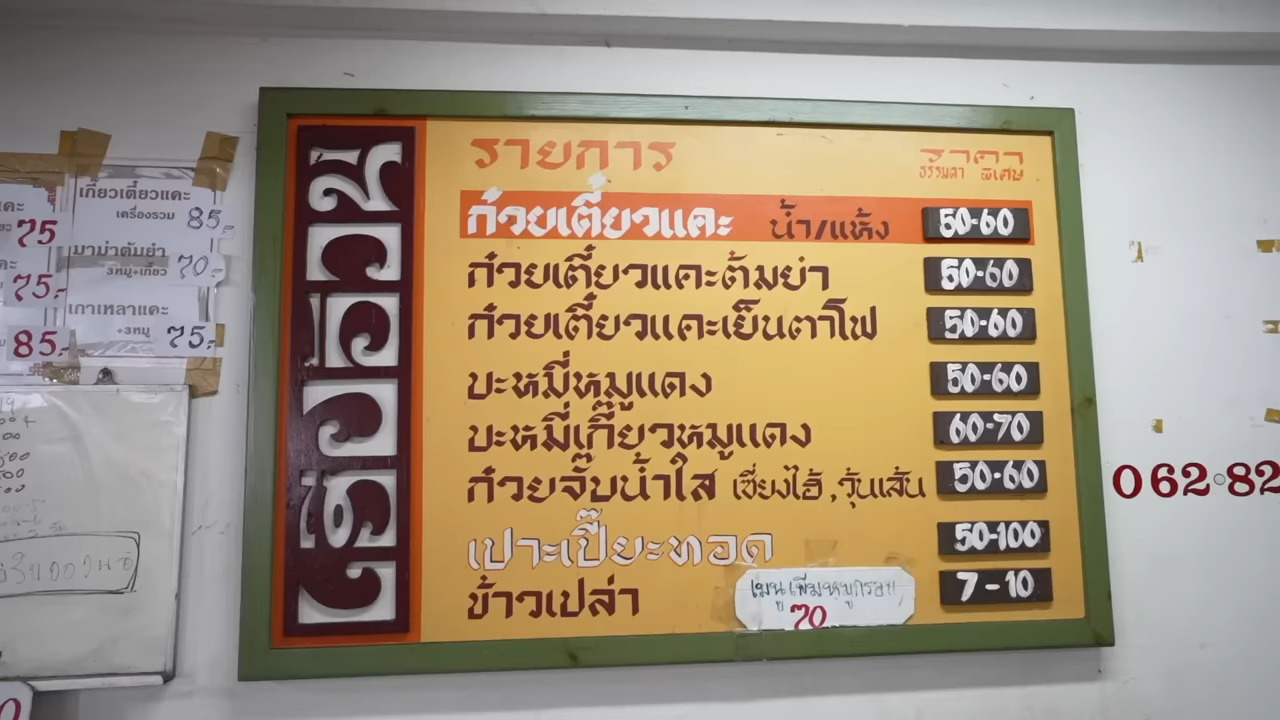 รายการ
ราคา
ธรรมดา พิเศษ
ก๋วยเตี๋ยวแคะ น้ำ/แห้ง 50-60
ก๋วยเตี๋ยวแคะต้มยำ 50-60
ก๋วยเตี๋ยวแคะเย็นตาโฟ 50-60
บะหมี่หมูแดง 50-60
บะหมี่เกี๊ยวหมูแดง 60-70
ก๋วยจั๊บน้ำใส เซี่ยงไฮ้,วุ้นเส้น 50-60
เปาะเปี๊ยะทอด 50-100
ข้าวเปล่า 7-10
เมนูเพิ่มหมูกรอบ
70
เกี๊ยวเตี๋ยวแคะ
เครื่องรวม 85.-
มาม่าต้มยำ
3หมู+เกี๊ยว 70.-
เกาเหลาแคะ
+3หมู 75.-
75
75.-
85.-
062-82